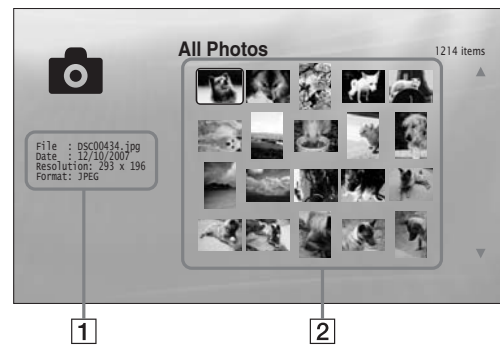 All Photos
1214 items
File : DSC00434.jpg
Date : 12/10/2007
Resolution: 293 x 196
Format: JPEG
1
2